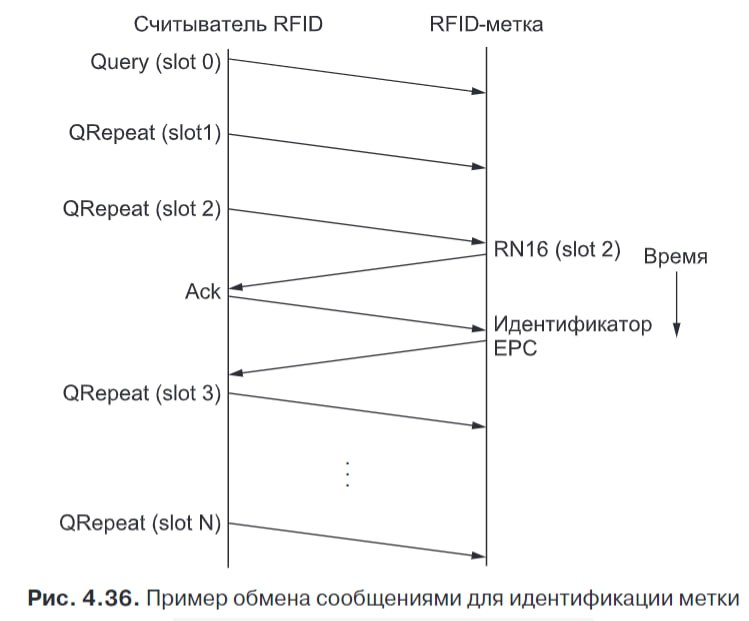 Считыватель RFID
RFID-метка
Query (slot 0)
QRepeat (slot1)
QRepeat (slot 2)
RN16 (slot 2)
Время
Ack
Идентификатор
EPC
QRepeat (slot 3)
QRepeat (slot N)
Рис. 4.36. Пример обмена сообщениями для идентификации метки